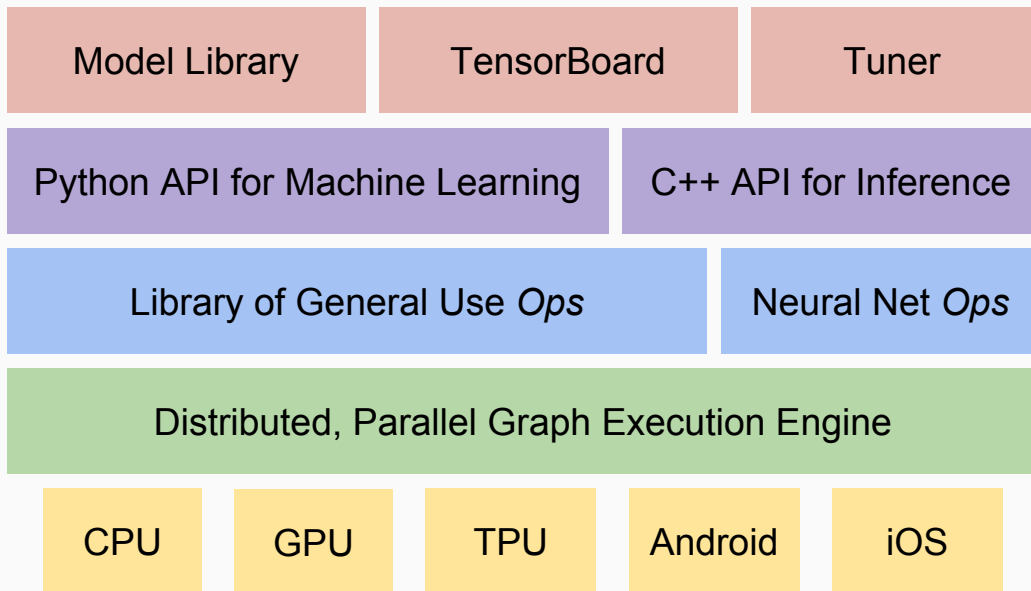 Model Library
TensorBoard
Tuner
Python API for Machine Learning
C++ API for Inference
Library of General Use Ops
Neural Net Ops
Distributed, Parallel Graph Execution Engine
CPU
GPU
TPU
Android
iOS